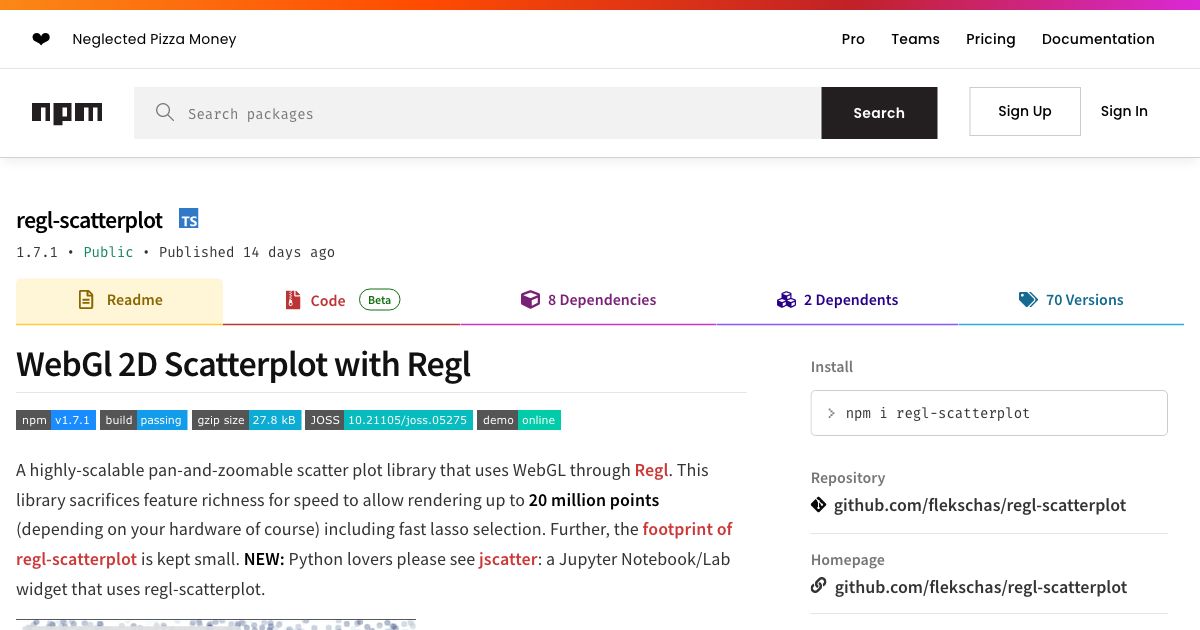 ❤ Neglected Pizza Money
Pro Teams Pricing Documentation
npm
Search packages
Search
Sign Up
Sign In
regl-scatterplot TS
1.7.1 • Public • Published 14 days ago
Readme
Code Beta
8 Dependencies
2 Dependents
70 Versions
WebGl 2D Scatterplot with Regl
npm v1.7.1 build passing gzip size 27.8 kB JOSS 10.21105/joss.05275 demo online
A highly-scalable pan-and-zoomable scatter plot library that uses WebGL through Regl. This
library sacrifices feature richness for speed to allow rendering up to 20 million points
(depending on your hardware of course) including fast lasso selection. Further, the footprint of
regl-scatterplot is kept small. NEW: Python lovers please see jscatter: a Jupyter Notebook/Lab
widget that uses regl-scatterplot.
Install
> npm i regl-scatterplot
Repository
github.com/flekschas/regl-scatterplot
Homepage
github.com/flekschas/regl-scatterplot